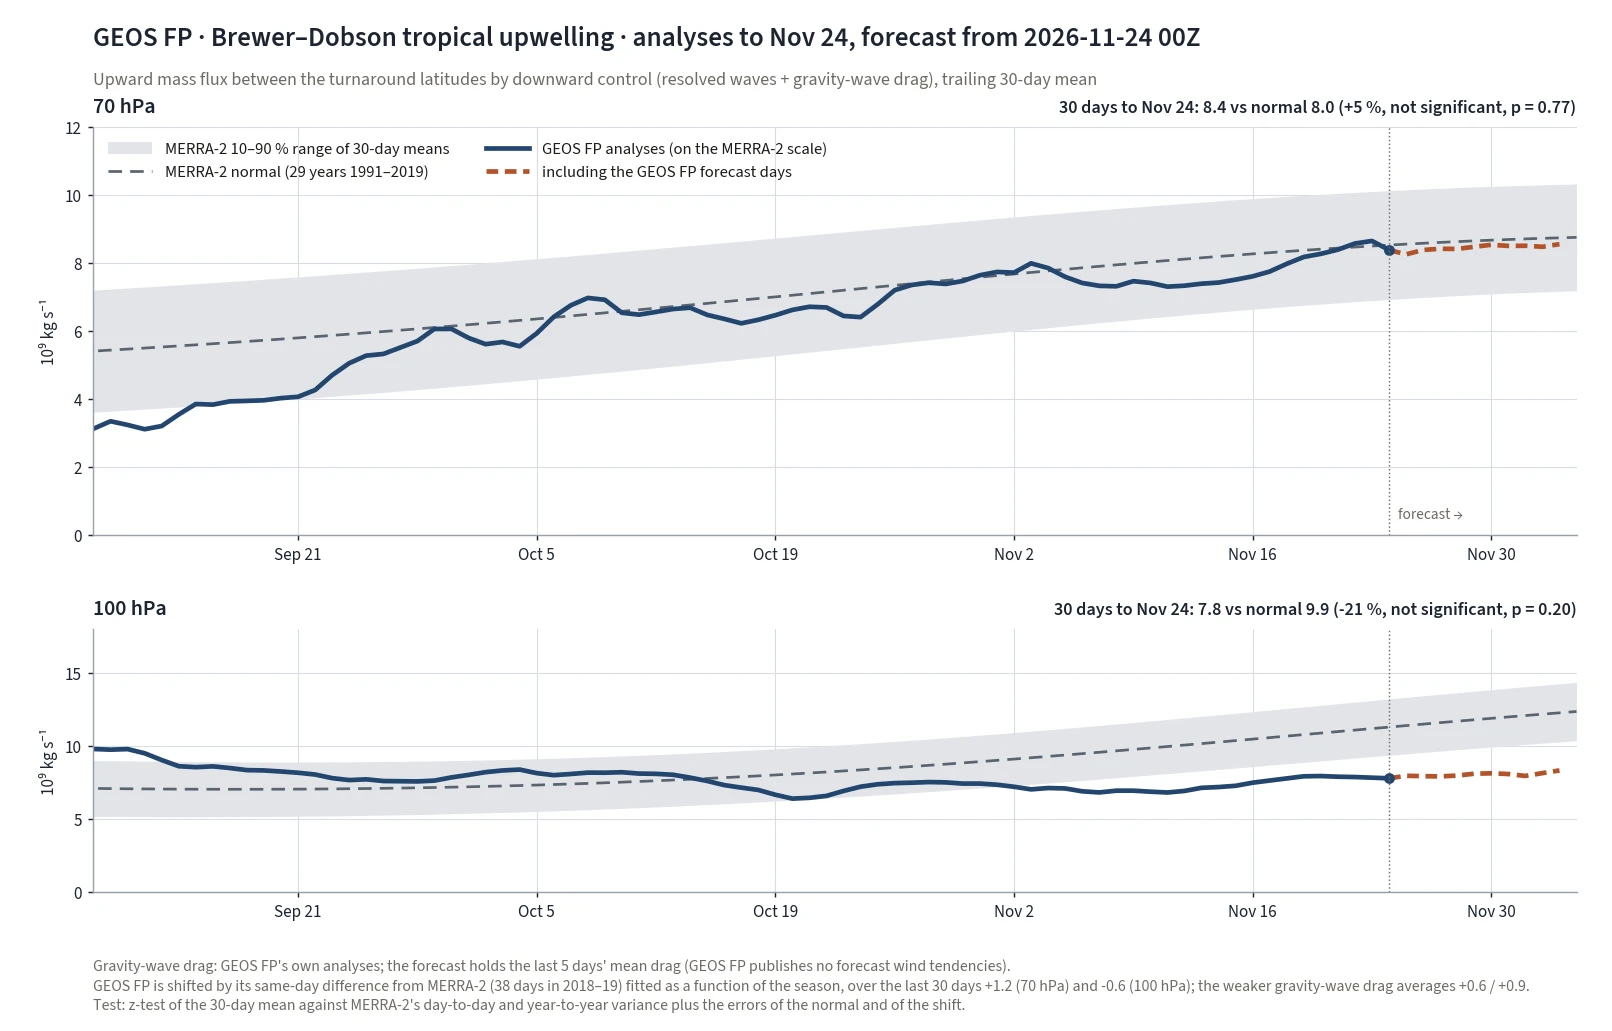 GEOS FP · Brewer–Dobson tropical upwelling · analyses to Nov 24, forecast from 2026-11-24 00Z
Upward mass flux between the turnaround latitudes by downward control (resolved waves + gravity-wave drag), trailing 30-day mean
70 hPa
30 days to Nov 24: 8.4 vs normal 8.0 (+5 %, not significant, p = 0.77)
MERRA-2 10–90 % range of 30-day means
MERRA-2 normal (29 years 1991–2019)
GEOS FP analyses (on the MERRA-2 scale)
including the GEOS FP forecast days
12
10
8
6
4
2
0
10⁹ kg s⁻¹
forecast →
Sep 21
Oct 5
Oct 19
Nov 2
Nov 16
Nov 30
100 hPa
30 days to Nov 24: 7.8 vs normal 9.9 (-21 %, not significant, p = 0.20)
15
10
5
0
10⁹ kg s⁻¹
Sep 21
Oct 5
Oct 19
Nov 2
Nov 16
Nov 30
Gravity-wave drag: GEOS FP's own analyses; the forecast holds the last 5 days' mean drag (GEOS FP publishes no forecast wind tendencies).
GEOS FP is shifted by its same-day difference from MERRA-2 (38 days in 2018–19) fitted as a function of the season, over the last 30 days +1.2 (70 hPa) and -0.6 (100 hPa); the weaker gravity-wave drag averages +0.6 / +0.9.
Test: z-test of the 30-day mean against MERRA-2's day-to-day and year-to-year variance plus the errors of the normal and of the shift.